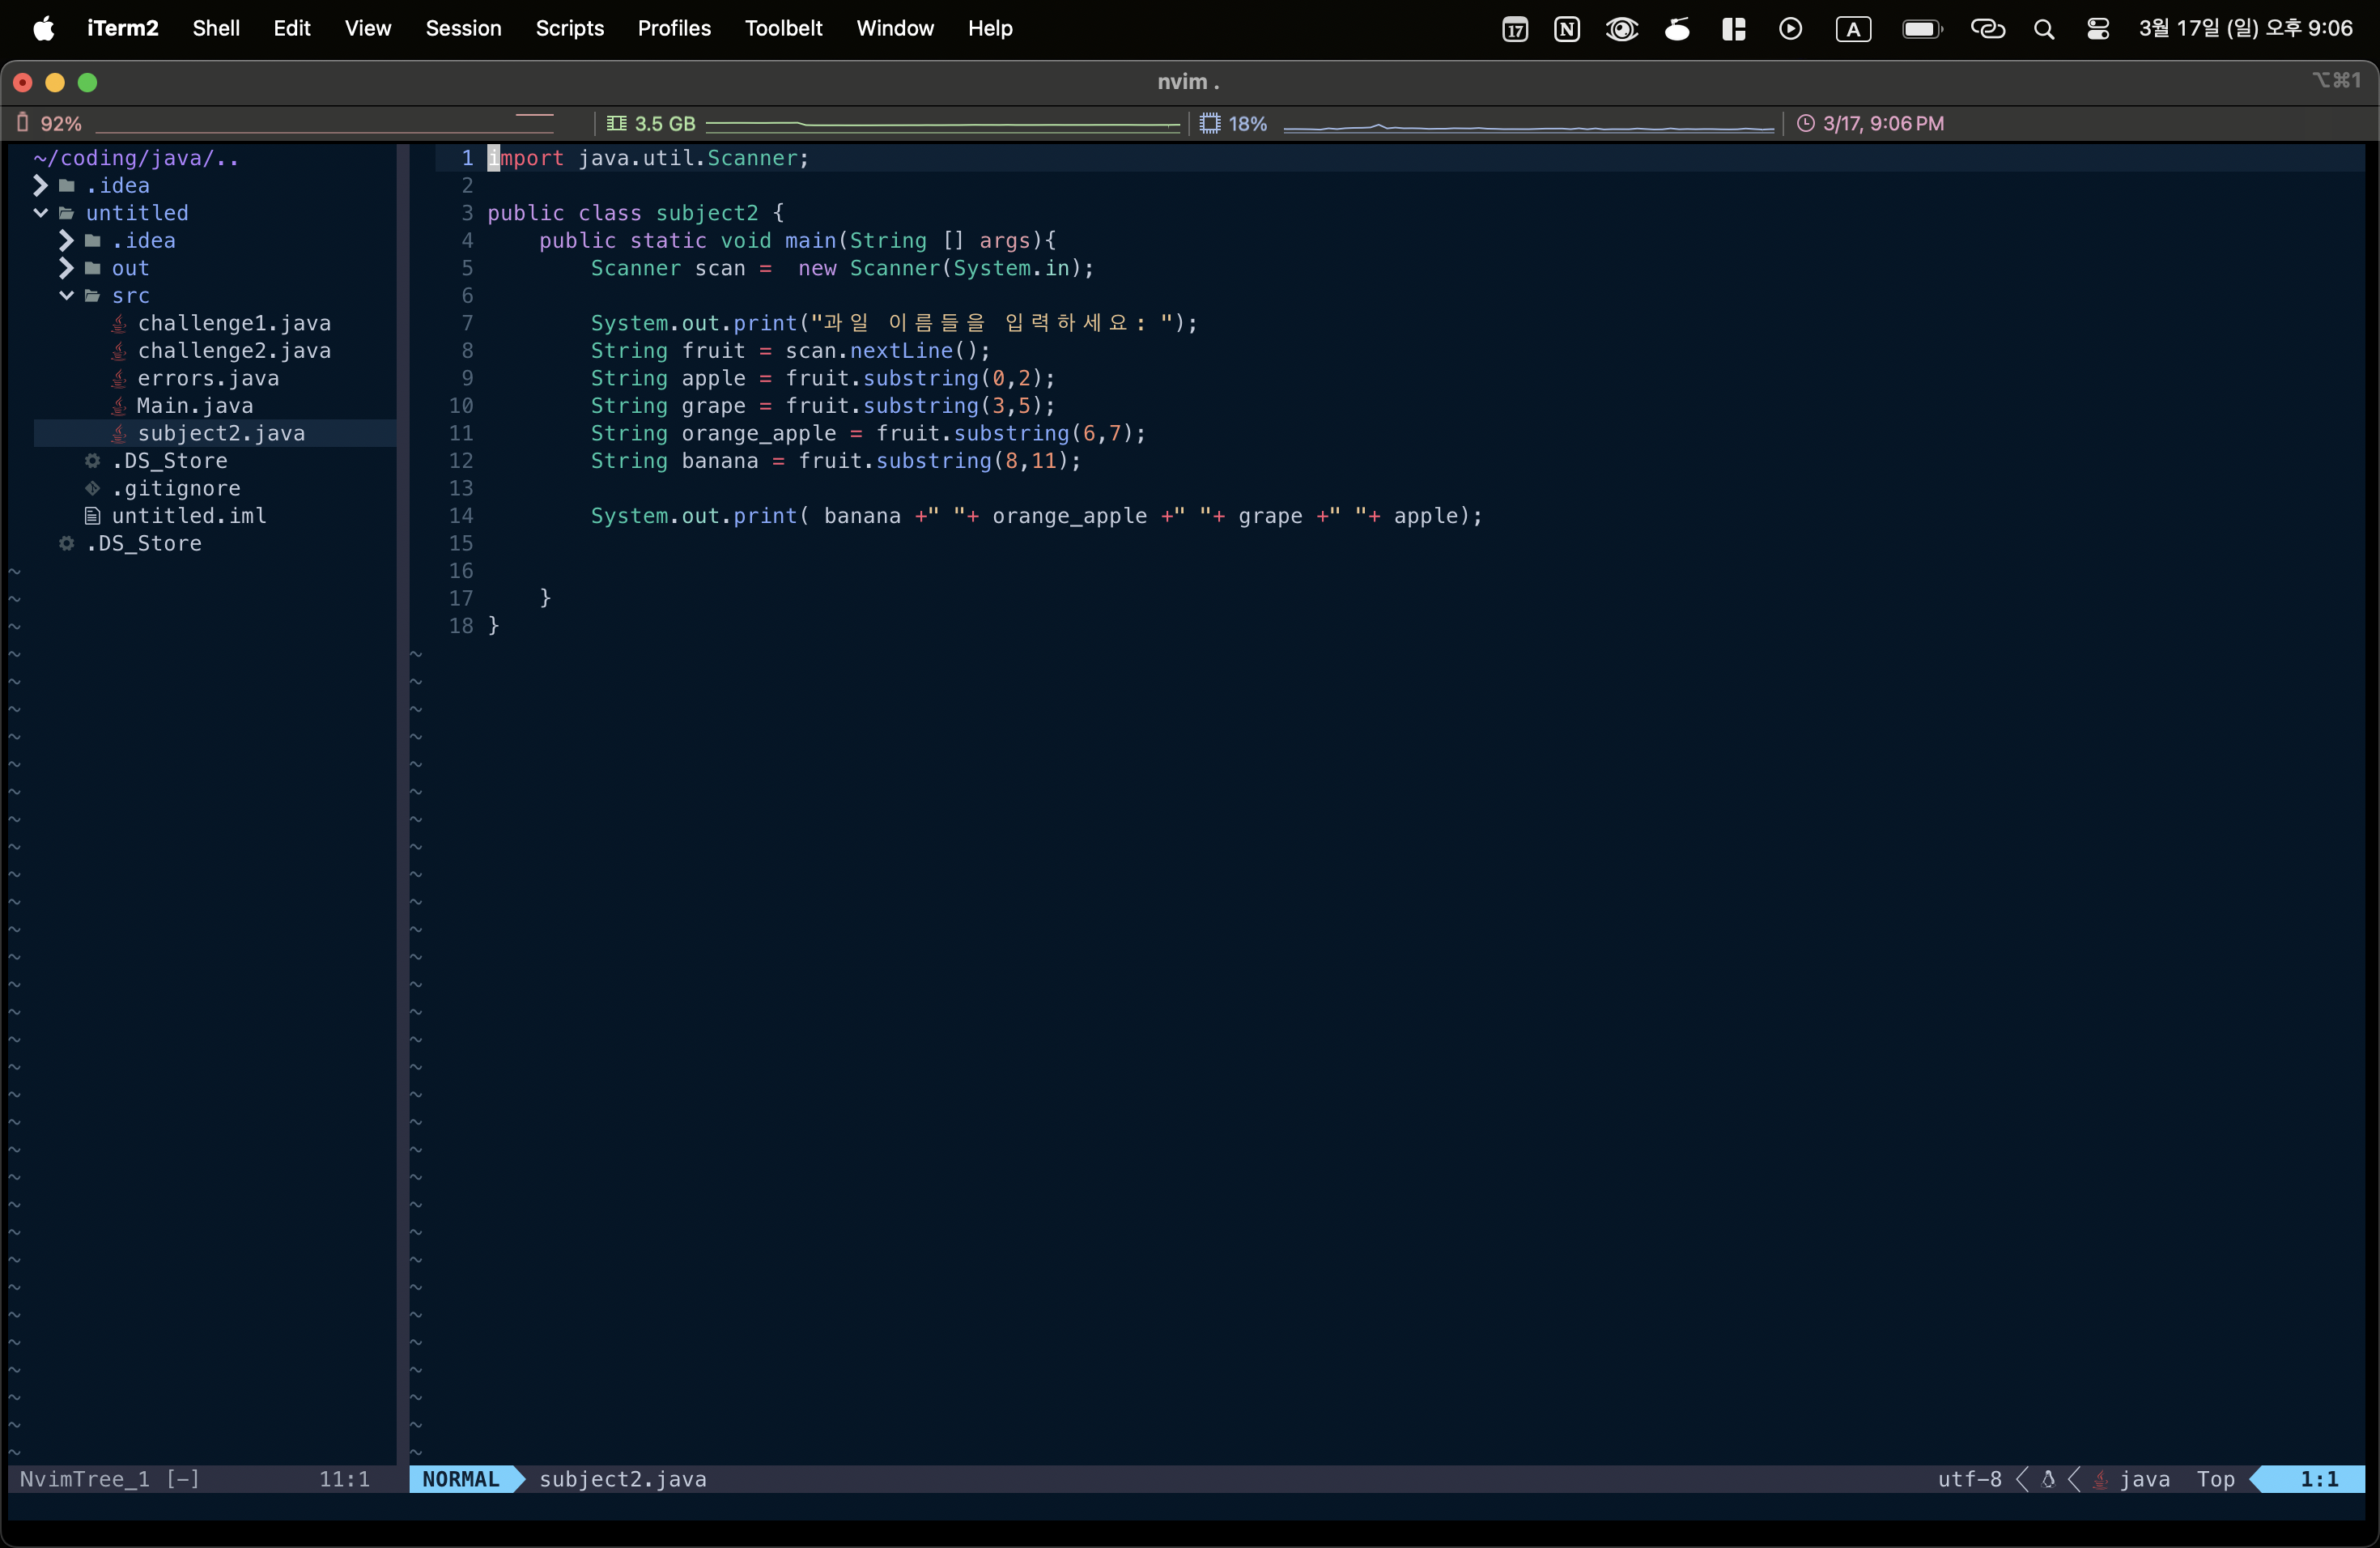 iTerm2 Shell Edit View Session Scripts Profiles Toolbelt Window Help 17 N A 3월 17일 (일) 오후 9:06
nvim . ⌥⌘1
92% 3.5 GB 18% 3/17, 9:06 PM
~/coding/java/..
.idea
untitled
.idea
out
src
challenge1.java
challenge2.java
errors.java
Main.java
subject2.java
.DS_Store
.gitignore
untitled.iml
.DS_Store
1 import java.util.Scanner;
2
3 public class subject2 {
4 public static void main(String [] args){
5 Scanner scan =  new Scanner(System.in);
6
7 System.out.print("과일 이름들을 입력하세요: ");
8 String fruit = scan.nextLine();
9 String apple = fruit.substring(0,2);
10 String grape = fruit.substring(3,5);
11 String orange_apple = fruit.substring(6,7);
12 String banana = fruit.substring(8,11);
13
14 System.out.print( banana +" "+ orange_apple +" "+ grape +" "+ apple);
15
16
17 }
18 }
NvimTree_1 [-] 11:1
NORMAL subject2.java utf-8 java Top 1:1